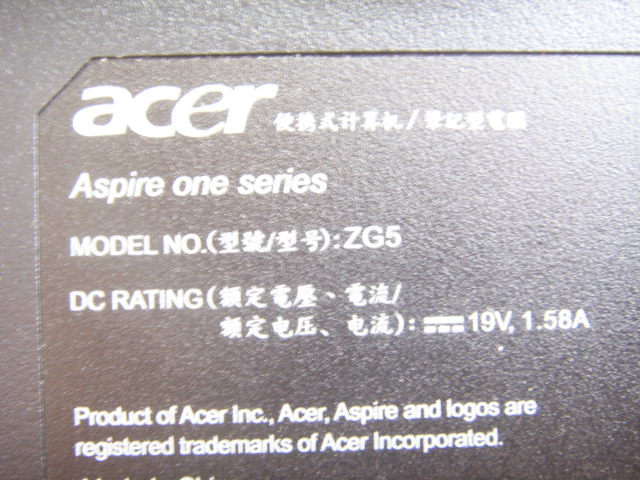 acer 便携式计算机/筆記型電腦
Aspire one series
MODEL NO.(型號/型号):ZG5
DC RATING(額定電壓、電流/
额定电压、电流): ⎓19V, 1.58A
Product of Acer Inc., Acer, Aspire and logos are
registered trademarks of Acer Incorporated.